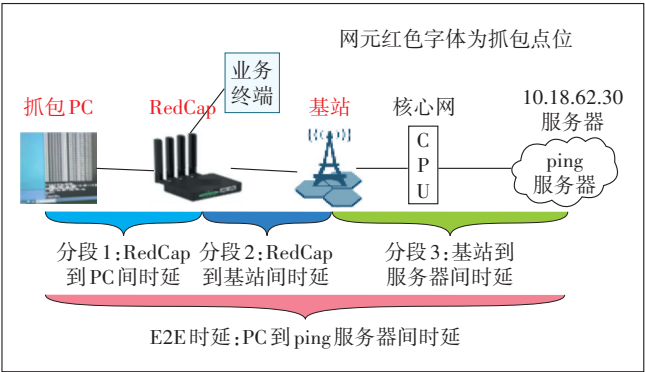 网元红色字体为抓包点位
业务
终端
抓包PC
RedCap
基站
核心网
10.18.62.30
服务器
C
P
U
ping
服务器
分段1:RedCap
到PC间时延
分段2:RedCap
到基站间时延
分段3:基站到
服务器间时延
E2E时延:PC到ping服务器间时延